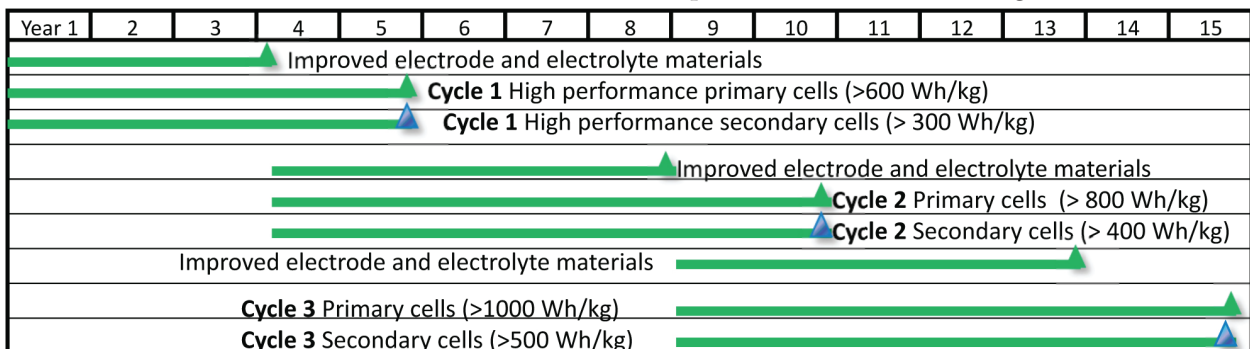 Year 1 2 3 4 5 6 7 8 9 10 11 12 13 14 15
Improved electrode and electrolyte materials
Cycle 1 High performance primary cells (>600 Wh/kg)
Cycle 1 High performance secondary cells (> 300 Wh/kg)
Improved electrode and electrolyte materials
Cycle 2 Primary cells (> 800 Wh/kg)
Cycle 2 Secondary cells (> 400 Wh/kg)
Improved electrode and electrolyte materials
Cycle 3 Primary cells (>1000 Wh/kg)
Cycle 3 Secondary cells (>500 Wh/kg)